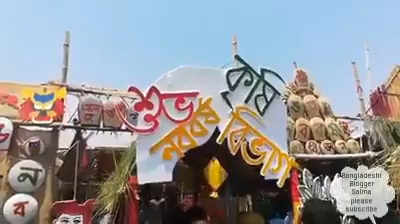 শুভ
নববর্ষ
কৃষি
বিভাগ
ন
ব
Bangladeshi
Blogger
Salma
please
subscribe